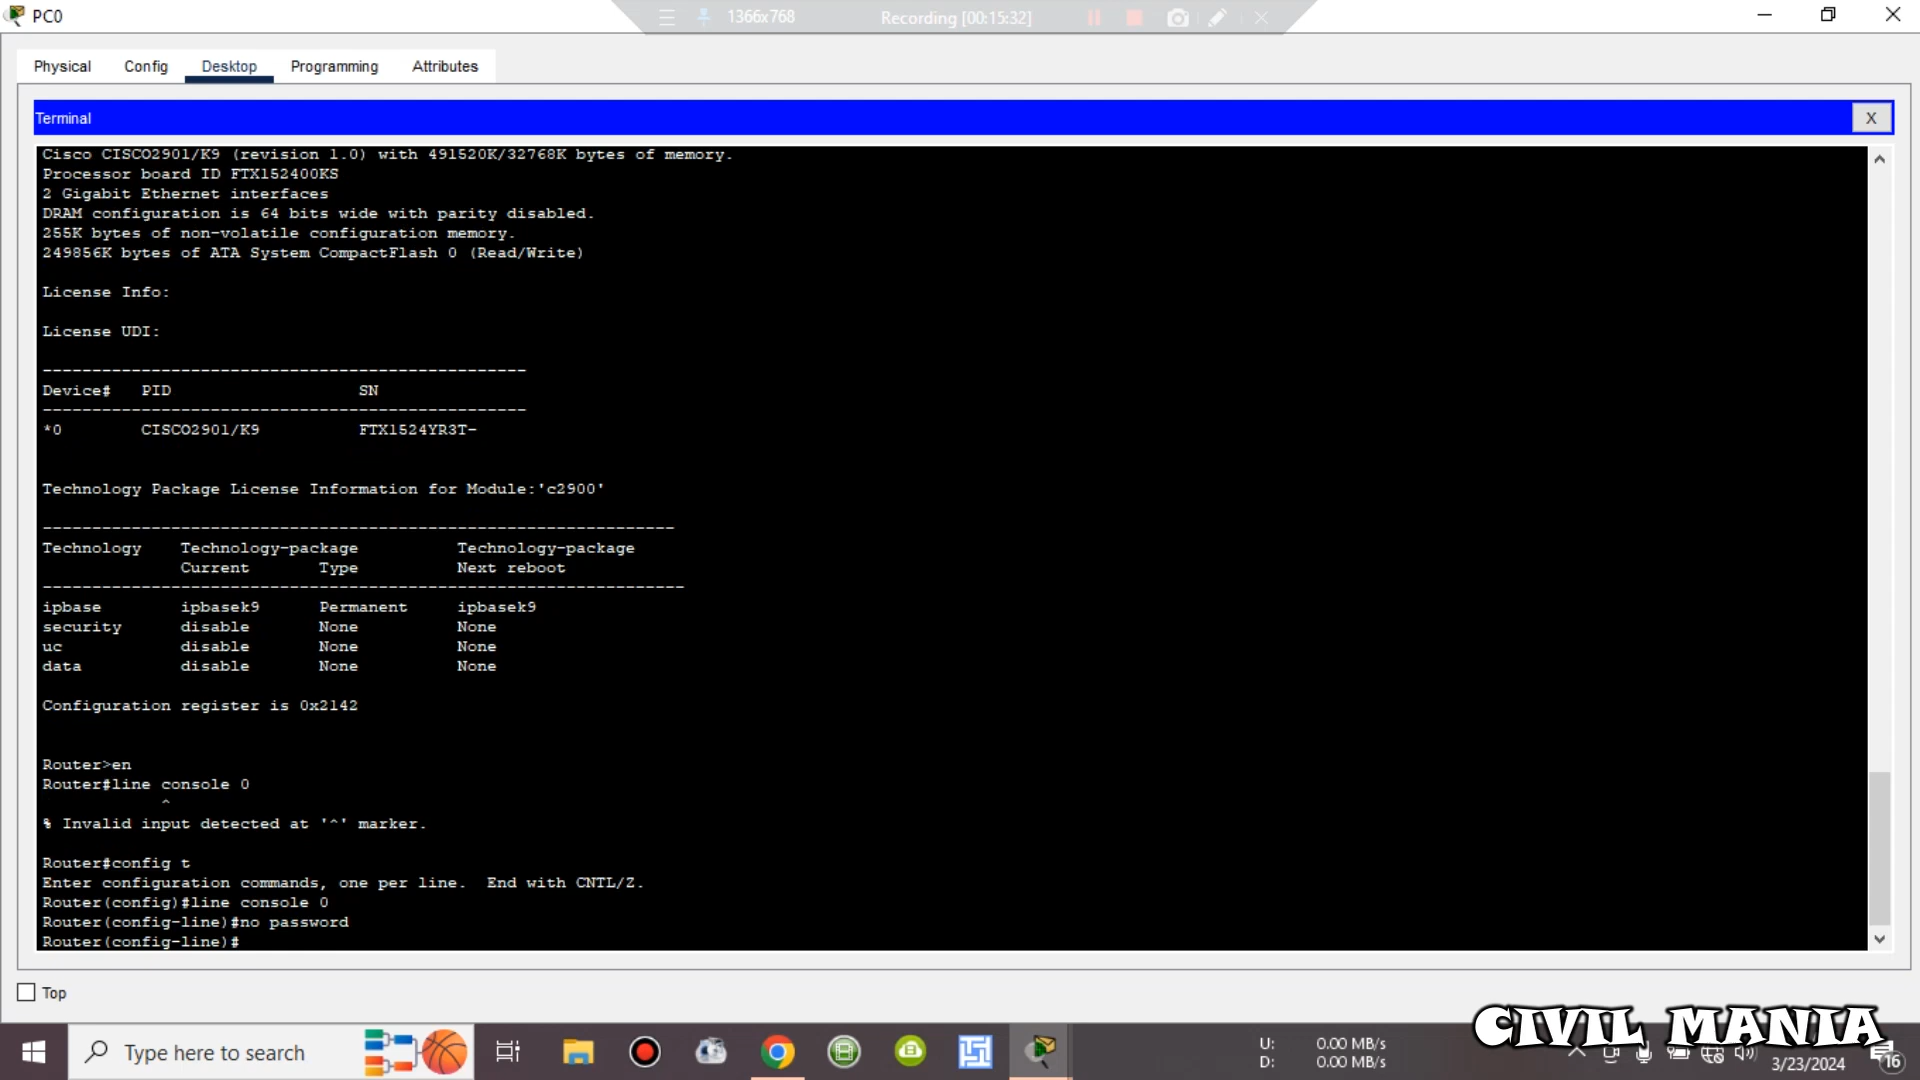 PC0
1366x768
Recording [00:15:32]
Physical
Config
Desktop
Programming
Attributes
Terminal
X
Cisco CISCO2901/K9 (revision 1.0) with 491520K/32768K bytes of memory.
Processor board ID FTX152400KS
2 Gigabit Ethernet interfaces
DRAM configuration is 64 bits wide with parity disabled.
255K bytes of non-volatile configuration memory.
249856K bytes of ATA System CompactFlash 0 (Read/Write)
License Info:
License UDI:
-------------------------------------------------
Device#   PID                   SN
-------------------------------------------------
*0        CISCO2901/K9          FTX1524YR3T-
Technology Package License Information for Module:'c2900'
----------------------------------------------------------------
Technology    Technology-package          Technology-package
              Current       Type          Next reboot
-----------------------------------------------------------------
ipbase        ipbasek9      Permanent     ipbasek9
security      disable       None          None
uc            disable       None          None
data          disable       None          None
Configuration register is 0x2142
Router>en
Router#line console 0
            ^
% Invalid input detected at '^' marker.
Router#config t
Enter configuration commands, one per line.  End with CNTL/Z.
Router(config)#line console 0
Router(config-line)#no password
Router(config-line)#
Top
Type here to search
U: 0.00 MB/s
D: 0.00 MB/s
CIVIL MANIA
3/23/2024
16